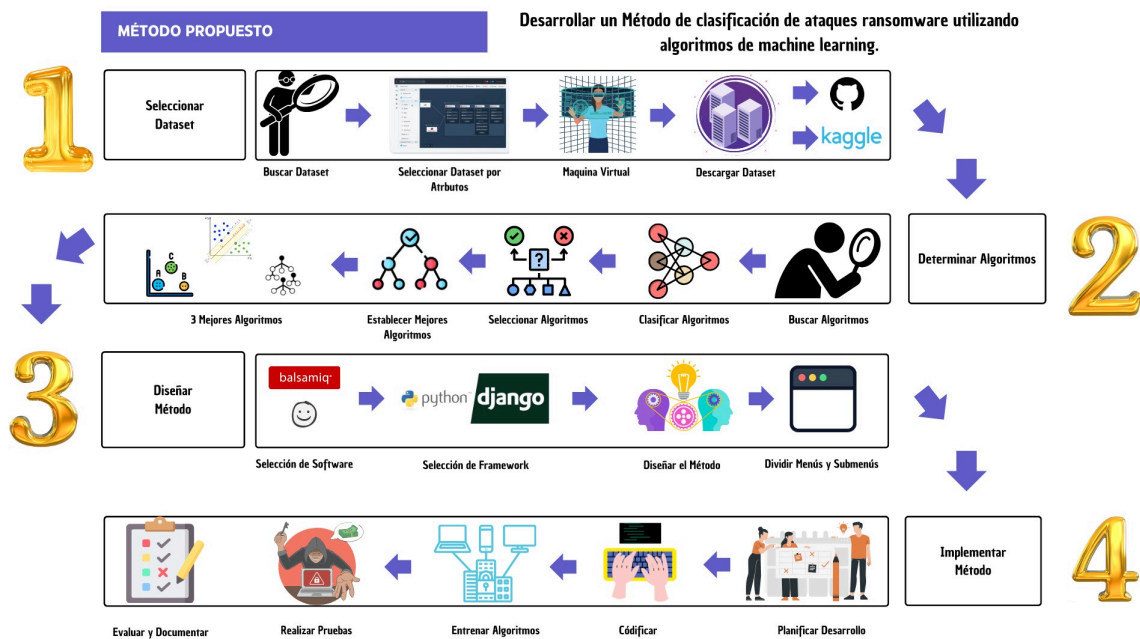 MÉTODO PROPUESTO
Desarrollar un Método de clasificación de ataques ransomware utilizando
algoritmos de machine learning.
1
Seleccionar
Dataset
kaggle
Buscar Dataset
Seleccionar Dataset por
Atrbutos
Maquina Virtual
Descargar Dataset
2
Determinar Algoritmos
?
A
C
B
3 Mejores Algoritmos
Establecer Mejores
Algoritmos
Seleccionar Algoritmos
Clasificar Algoritmos
Buscar Algoritmos
3
Diseñar
Método
balsamiq
python
django
Selección de Software
Selección de Framework
Diseñar el Método
Dividir Menús y Submenús
4
Implementar
Método
Evaluar y Documentar
Realizar Pruebas
Entrenar Algoritmos
Códificar
Planificar Desarrollo